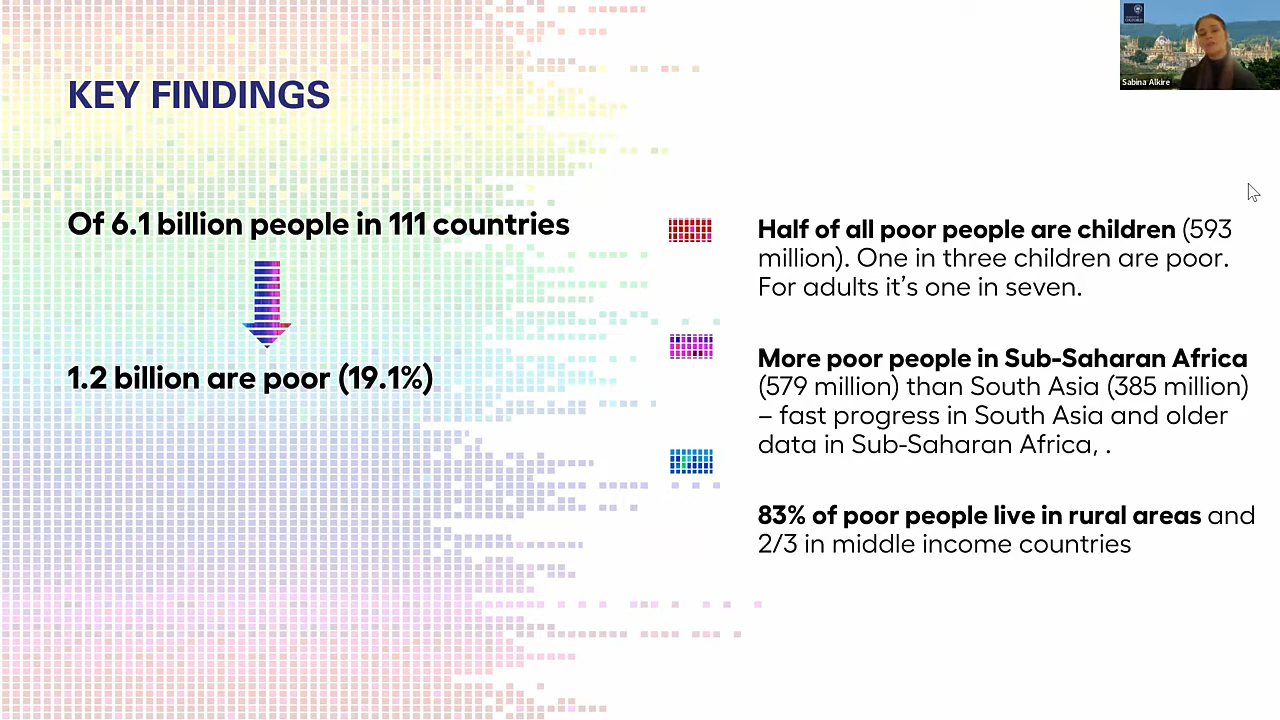 KEY FINDINGS
Of 6.1 billion people in 111 countries
1.2 billion are poor (19.1%)
Half of all poor people are children (593
million). One in three children are poor.
For adults it’s one in seven.
More poor people in Sub-Saharan Africa
(579 million) than South Asia (385 million)
– fast progress in South Asia and older
data in Sub-Saharan Africa, .
83% of poor people live in rural areas and
2/3 in middle income countries
OXFORD
Sabina Alkire